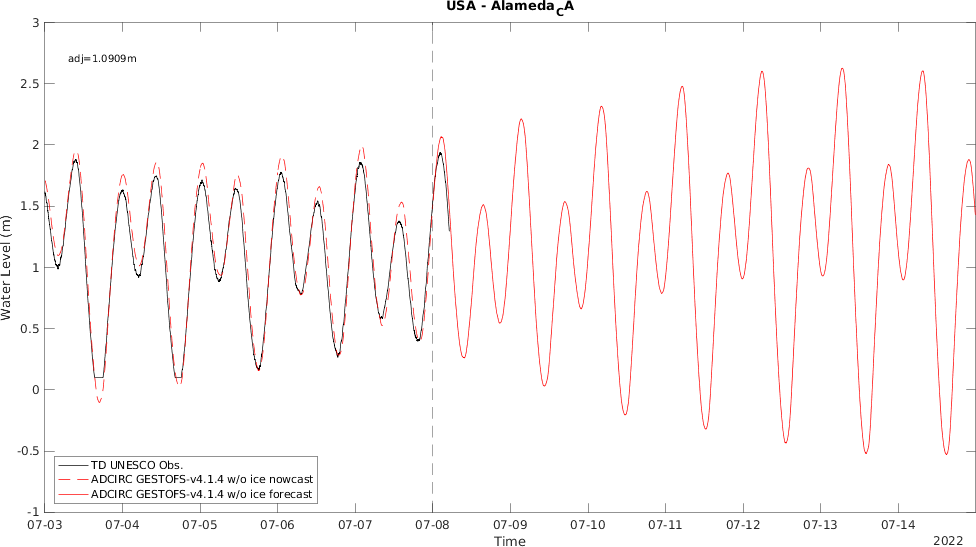 USA - Alameda_CA
adj=1.0909m
3
2.5
2
1.5
1
0.5
0
-0.5
-1
Water Level (m)
TD UNESCO Obs.
ADCIRC GESTOFS-v4.1.4 w/o ice nowcast
ADCIRC GESTOFS-v4.1.4 w/o ice forecast
07-03 07-04 07-05 07-06 07-07 07-08 07-09 07-10 07-11 07-12 07-13 07-14
Time
2022